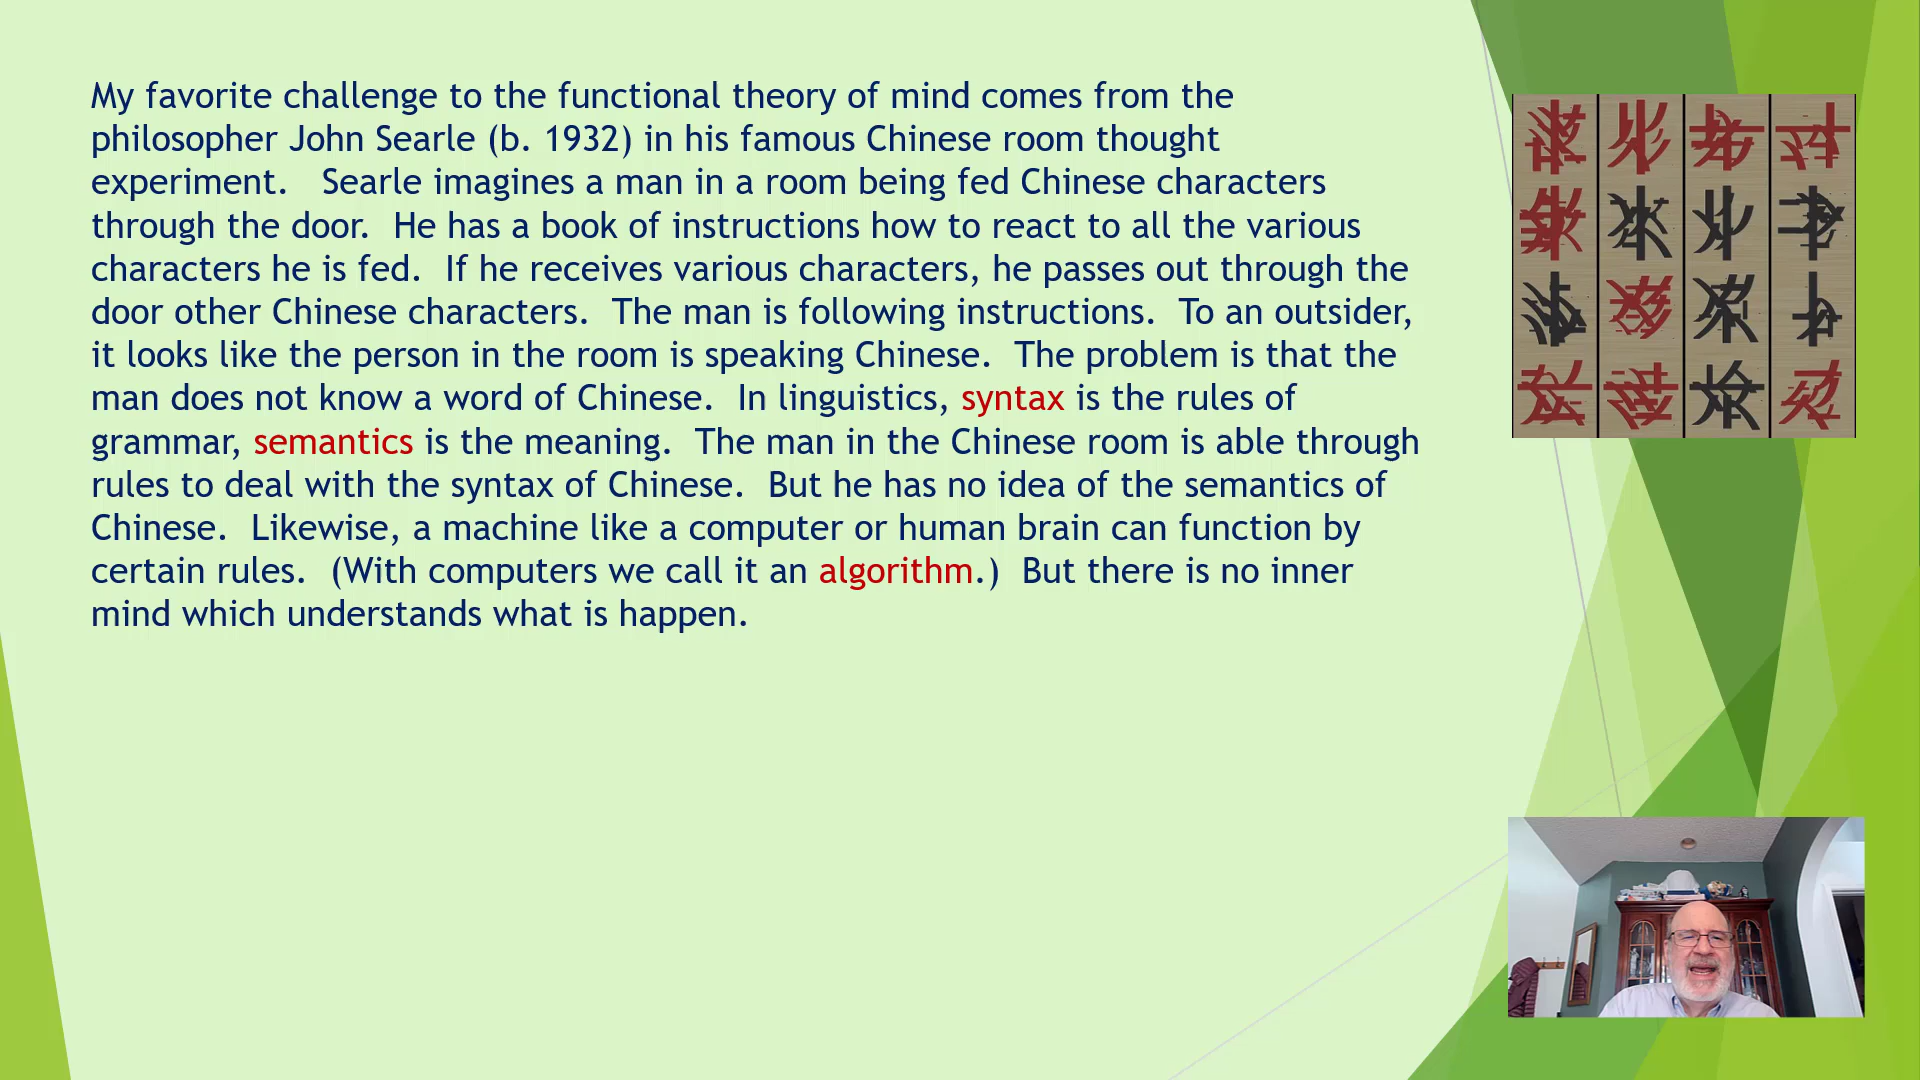 My favorite challenge to the functional theory of mind comes from the
philosopher John Searle (b. 1932) in his famous Chinese room thought
experiment.   Searle imagines a man in a room being fed Chinese characters
through the door.  He has a book of instructions how to react to all the various
characters he is fed.  If he receives various characters, he passes out through the
door other Chinese characters.  The man is following instructions.  To an outsider,
it looks like the person in the room is speaking Chinese.  The problem is that the
man does not know a word of Chinese.  In linguistics, syntax is the rules of
grammar, semantics is the meaning.  The man in the Chinese room is able through
rules to deal with the syntax of Chinese.  But he has no idea of the semantics of
Chinese.  Likewise, a machine like a computer or human brain can function by
certain rules.  (With computers we call it an algorithm.)  But there is no inner
mind which understands what is happen.